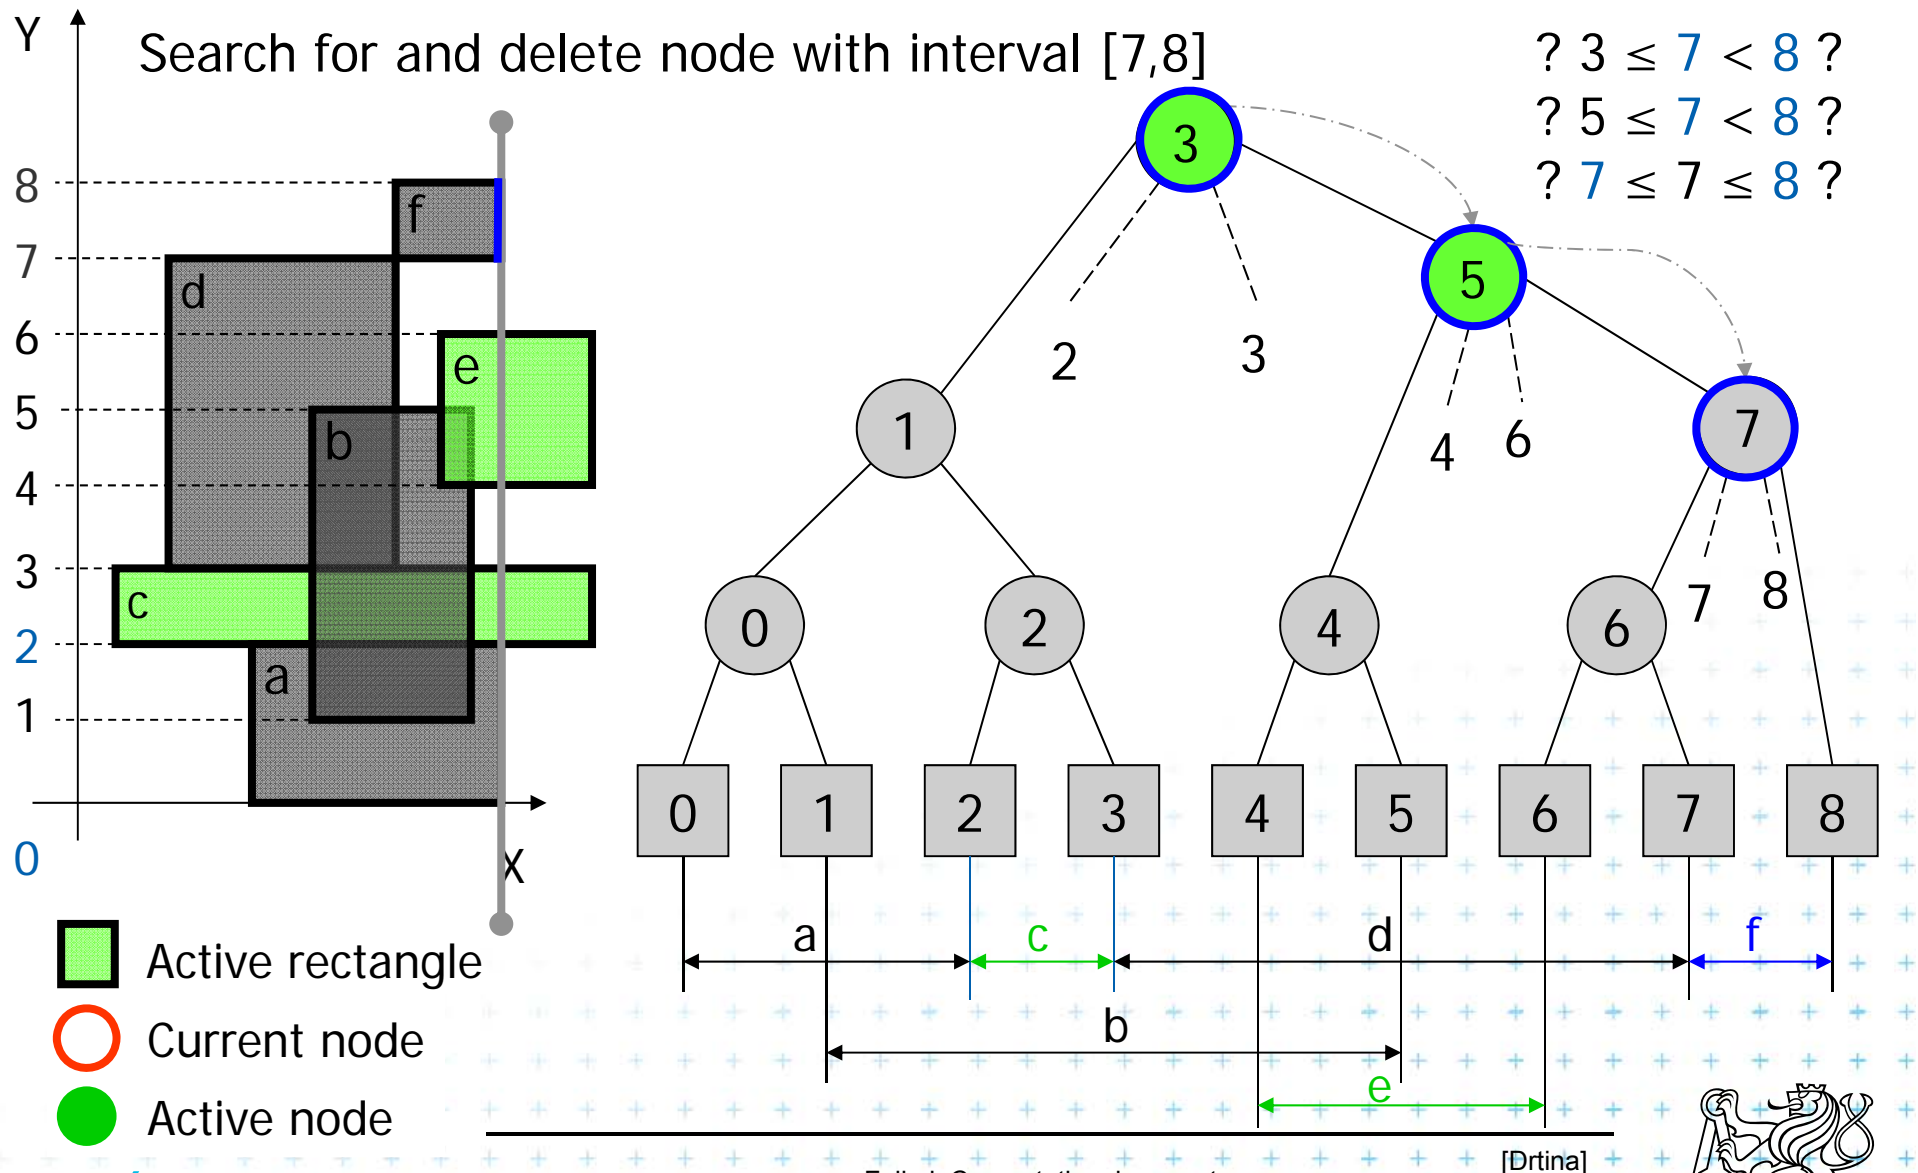 Y
Search for and delete node with interval [7,8]
? 3 ≤ 7 < 8 ?
? 5 ≤ 7 < 8 ?
? 7 ≤ 7 ≤ 8 ?
8
7
6
5
4
3
2
1
0
X
f
d
e
b
c
a
3
2 3
5
4 6
1
7
7 8
0 2 4 6
0 1 2 3 4 5 6 7 8
a c d f
b
e
Active rectangle
Current node
Active node
[Drtina]